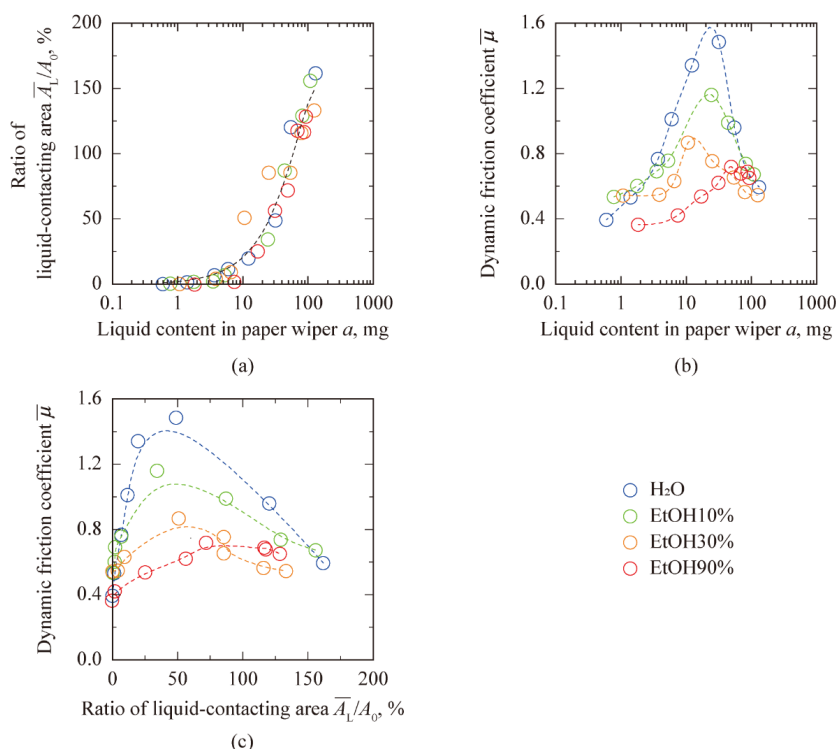 200
150
100
50
0
0.1
1
10
100
1000
Ratio of
liquid-contacting area A̅_L/A₀, %
Liquid content in paper wiper a, mg
(a)
1.6
1.2
0.8
0.4
0.0
0.1
1
10
100
1000
Dynamic friction coefficient μ̅
Liquid content in paper wiper a, mg
(b)
1.6
1.2
0.8
0.4
0.0
0
50
100
150
200
Dynamic friction coefficient μ̅
Ratio of liquid-contacting area A̅_L/A₀, %
(c)
H₂O
EtOH10%
EtOH30%
EtOH90%